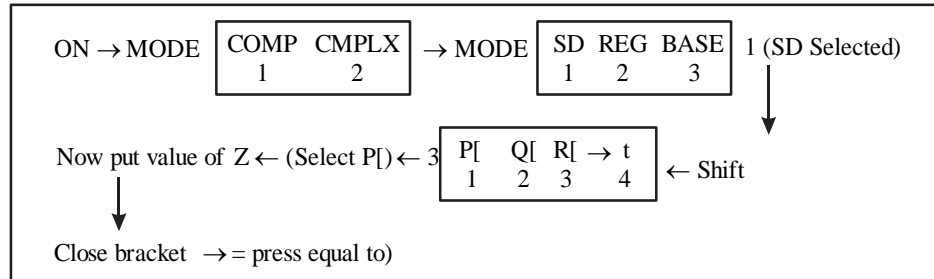 ON → MODE COMP CMPLX → MODE SD REG BASE 1 (SD Selected)
1 2 1 2 3
Now put value of Z ← (Select P[) ← 3 P[ Q[ R[ → t ← Shift
1 2 3 4
Close bracket → = press equal to)